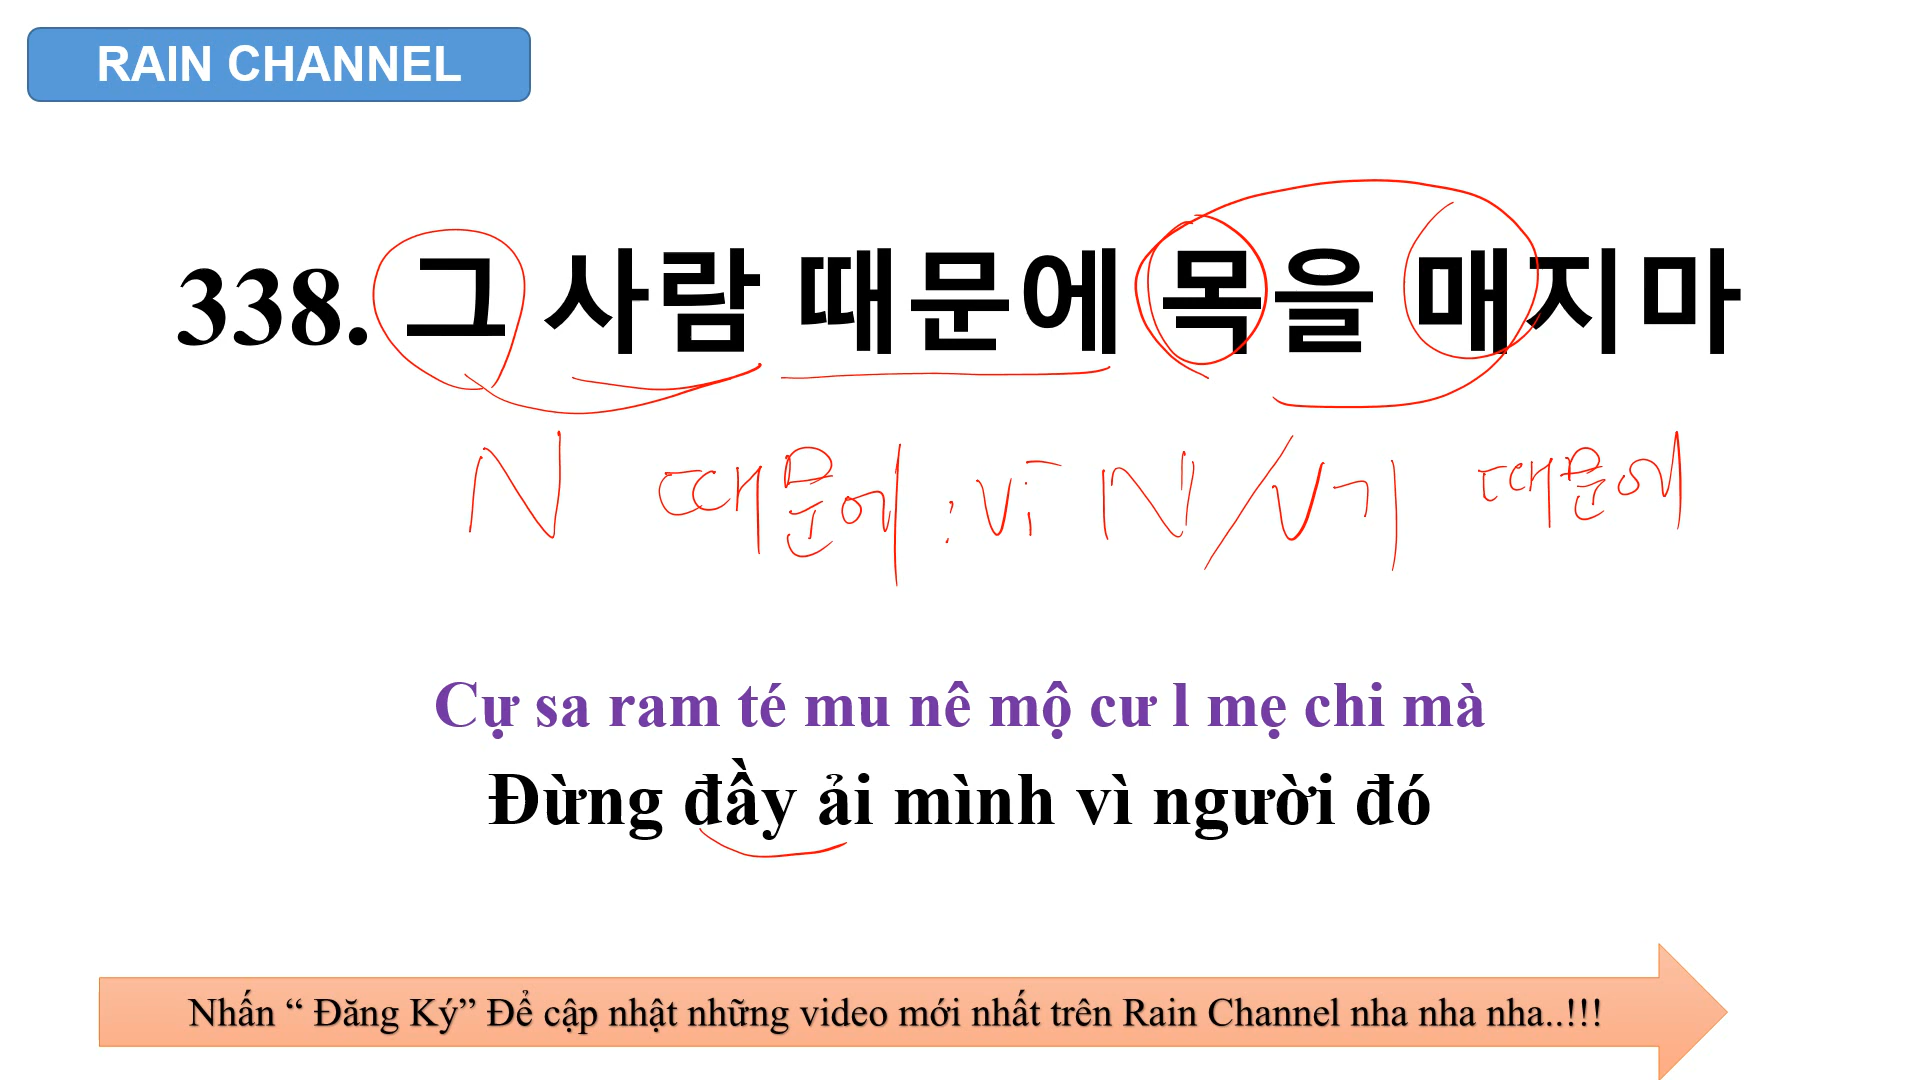 RAIN CHANNEL
338. 그 사람 때문에 목을 매지마
N 때문에 : vì N / V기 때문에
Cự sa ram té mu nê mộ cư l mẹ chi mà
Đừng đầy ải mình vì người đó
Nhấn “ Đăng Ký” Để cập nhật những video mới nhất trên Rain Channel nha nha nha..!!!